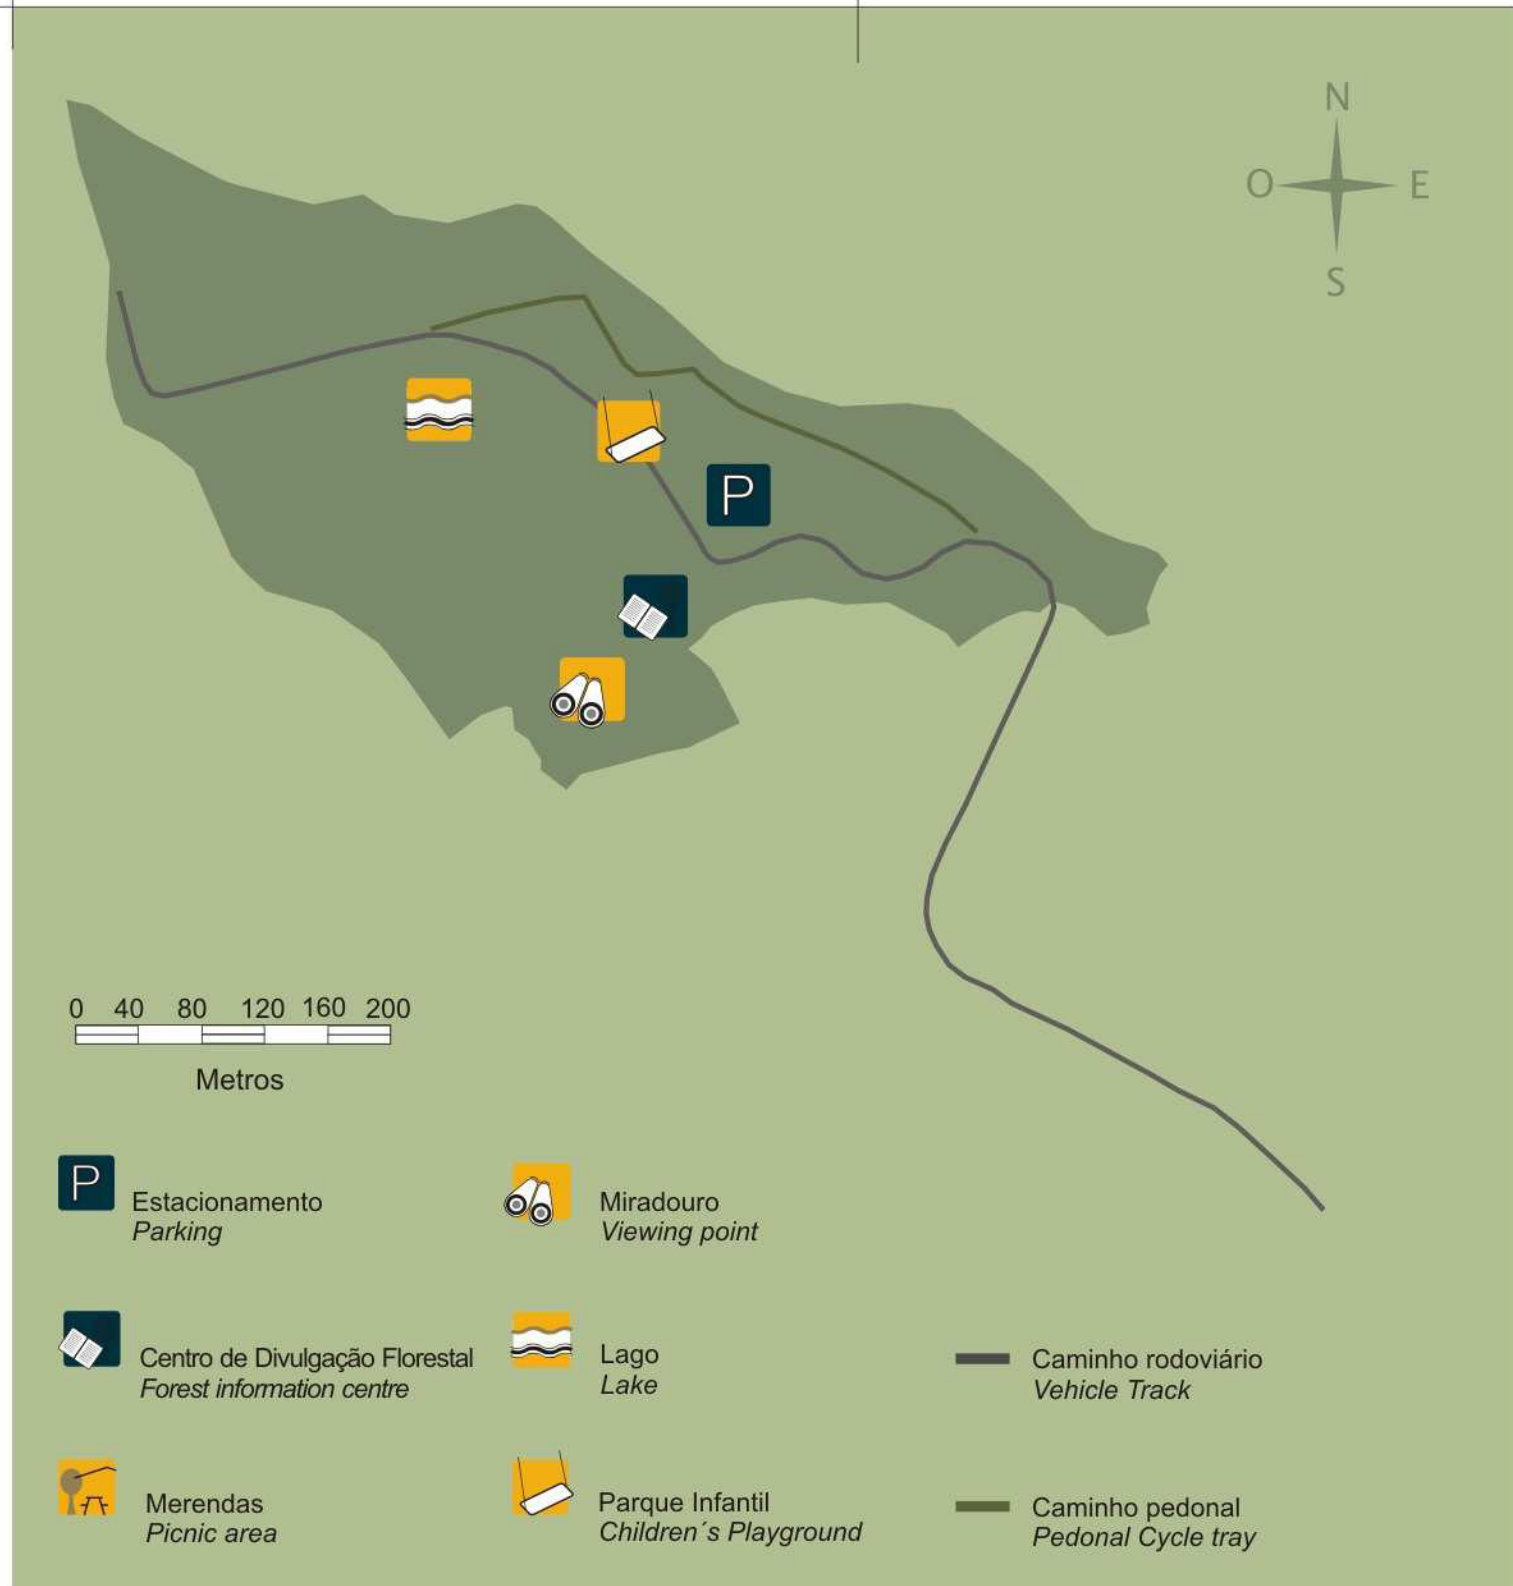 N
O
E
S
P
0 40 80 120 160 200
Metros
P
Estacionamento
Parking
Miradouro
Viewing point
Centro de Divulgação Florestal
Forest information centre
Lago
Lake
Caminho rodoviário
Vehicle Track
Merendas
Picnic area
Parque Infantil
Children´s Playground
Caminho pedonal
Pedonal Cycle tray